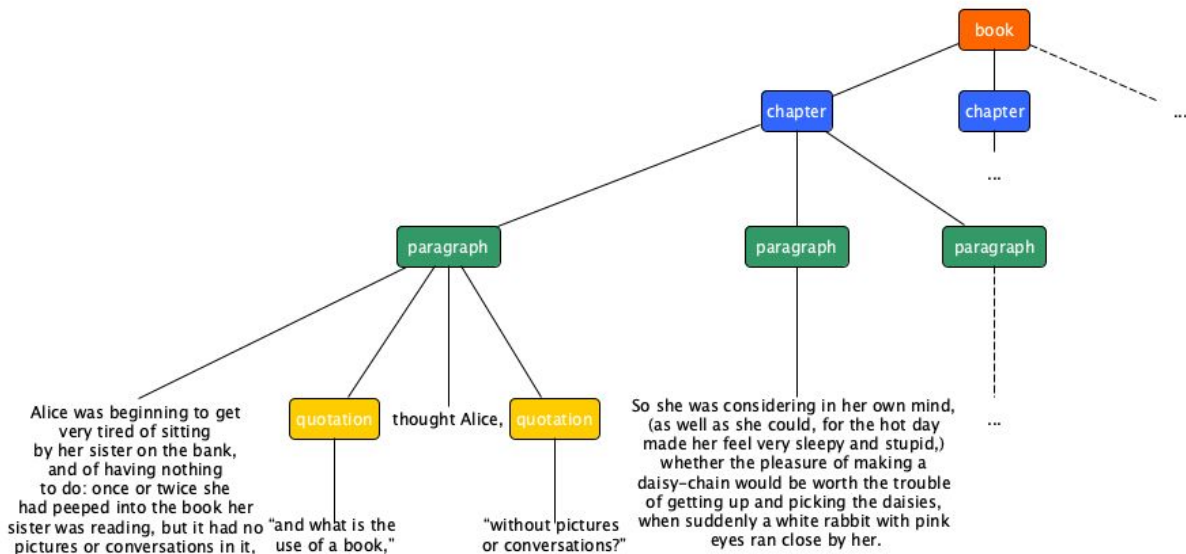 book
chapter
chapter
...
...
paragraph
paragraph
paragraph
Alice was beginning to get
very tired of sitting
by her sister on the bank,
and of having nothing
to do: once or twice she
had peeped into the book her
sister was reading, but it had no
pictures or conversations in it,
quotation
"and what is the
use of a book,"
thought Alice,
quotation
"without pictures
or conversations?"
So she was considering in her own mind,
(as well as she could, for the hot day
made her feel very sleepy and stupid,)
whether the pleasure of making a
daisy-chain would be worth the trouble
of getting up and picking the daisies,
when suddenly a white rabbit with pink
eyes ran close by her.
...